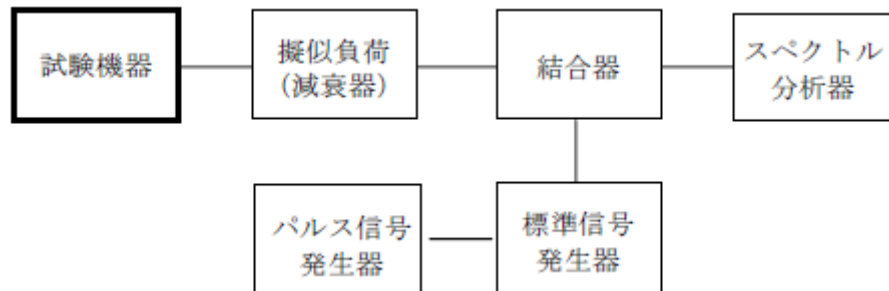 試験機器
擬似負荷
(減衰器)
結合器
スペクトル
分析器
パルス信号
発生器
標準信号
発生器